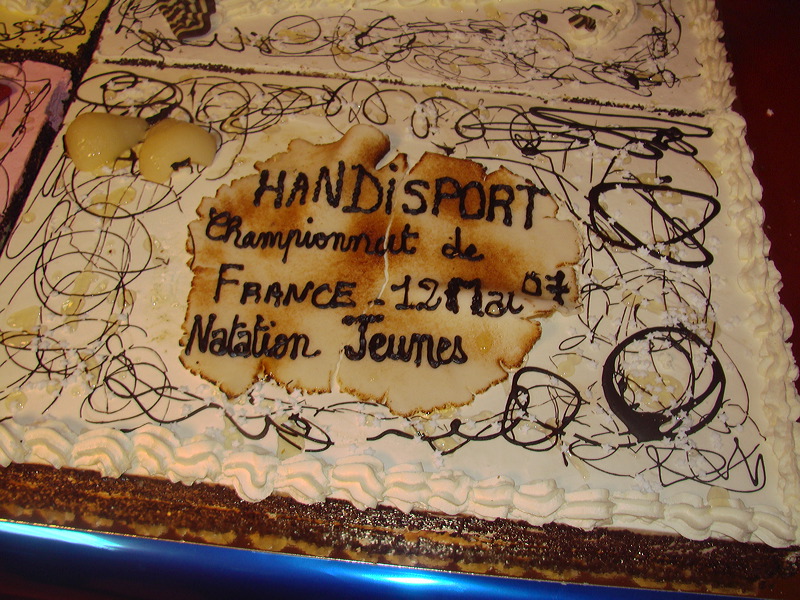 HANDiSPORT
Championnat de
FRANCE - 12 Mai 07
Natation Jeunes